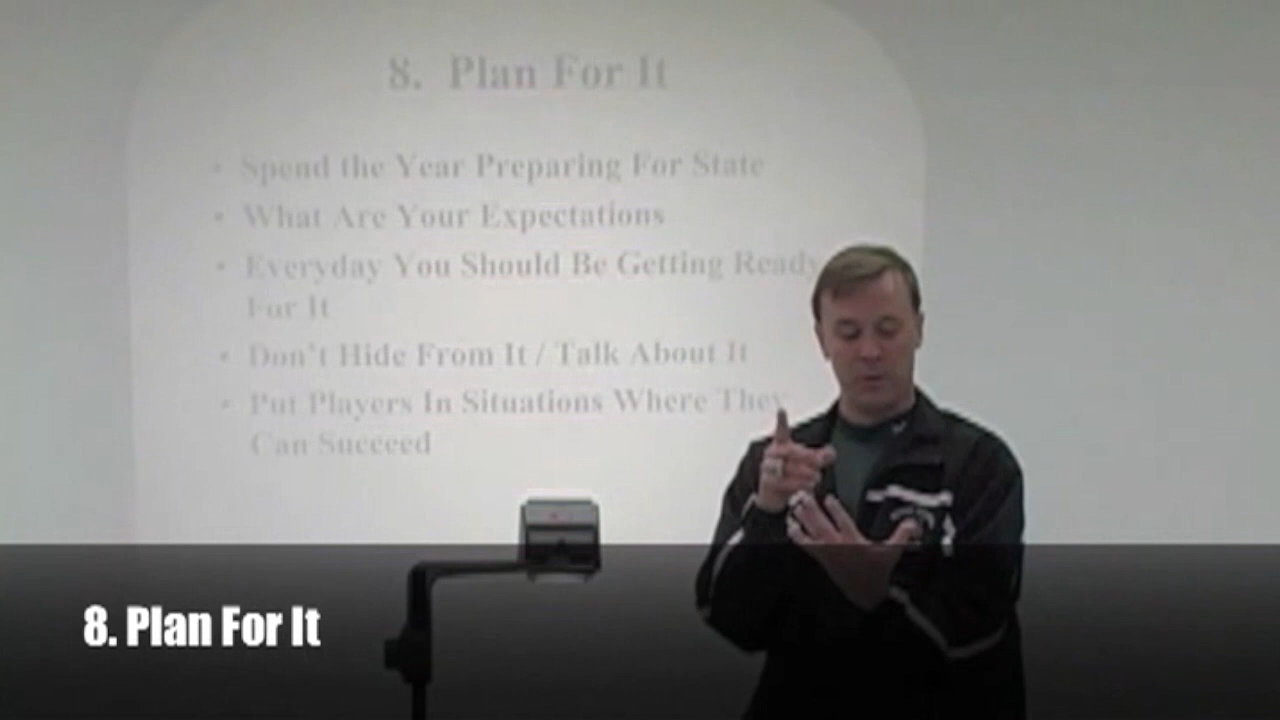 8. Plan For It
• Spend the Year Preparing For State
• What Are Your Expectations
• Everyday You Should Be Getting Ready
For It
• Don't Hide From It / Talk About It
• Put Players In Situations Where They
Can Succeed
8. Plan For It